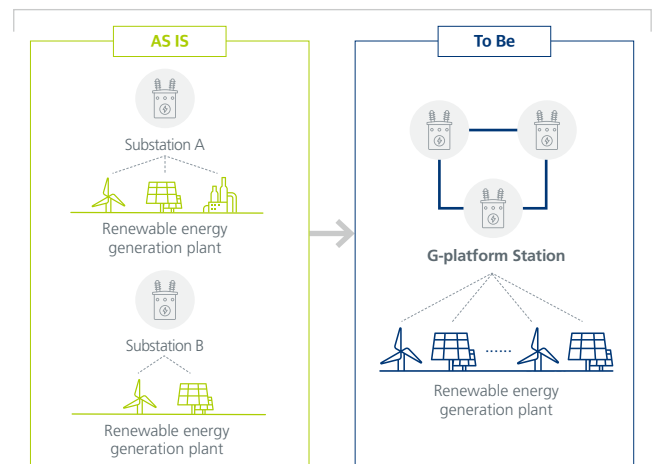 AS IS
Substation A
Renewable energy
generation plant
Substation B
Renewable energy
generation plant
To Be
G-platform Station
Renewable energy
generation plant